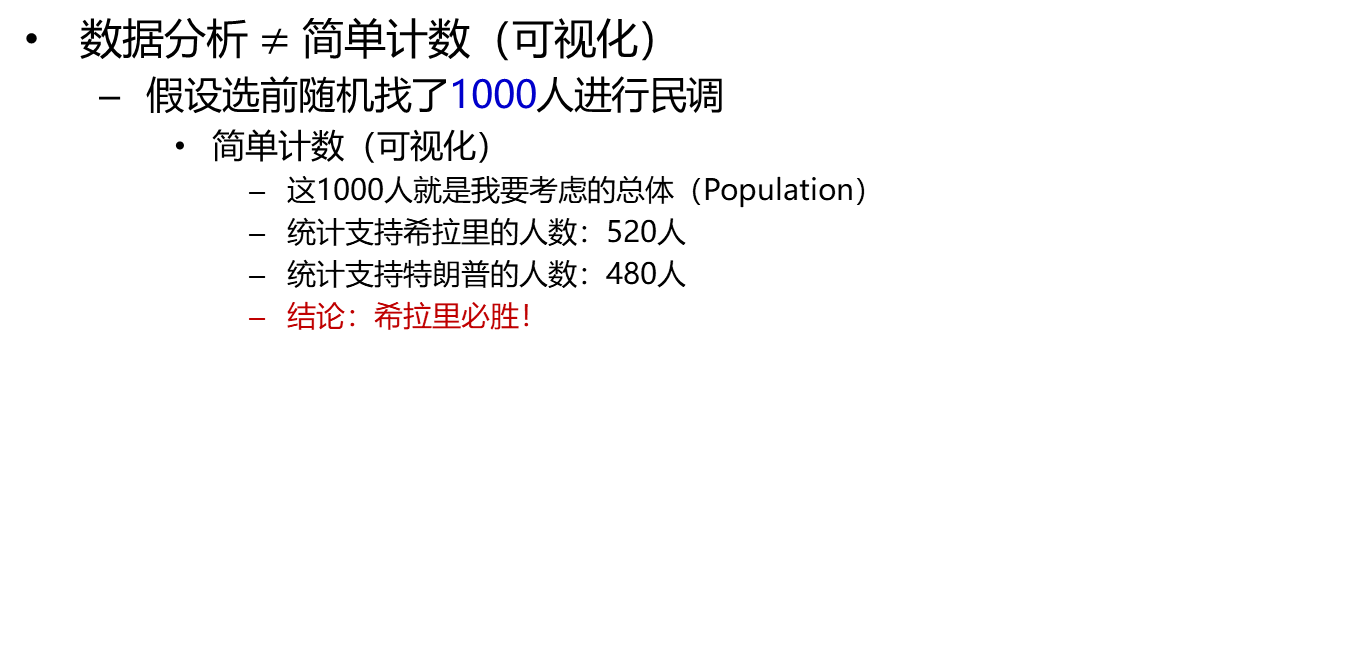 • 数据分析 ≠ 简单计数（可视化）
– 假设选前随机找了1000人进行民调
• 简单计数（可视化）
– 这1000人就是我要考虑的总体（Population）
– 统计支持希拉里的人数：520人
– 统计支持特朗普的人数：480人
– 结论：希拉里必胜！